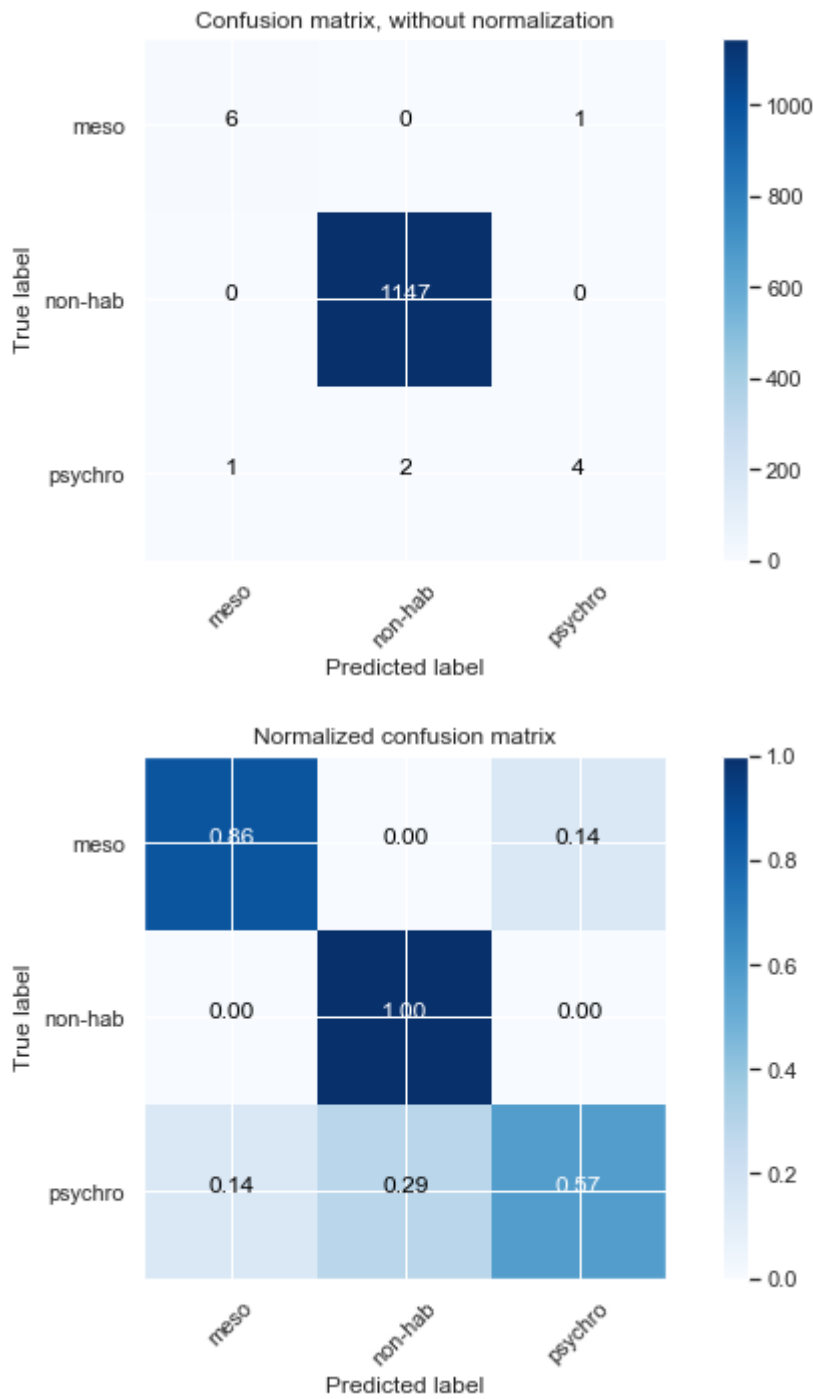 Confusion matrix, without normalization
meso 6 0 1
non-hab 0 1147 0
psychro 1 2 4
1000
800
600
400
200
0
True label
meso non-hab psychro
Predicted label
Normalized confusion matrix
meso 0.86 0.00 0.14
non-hab 0.00 1.00 0.00
psychro 0.14 0.29 0.57
1.0
0.8
0.6
0.4
0.2
0.0
True label
meso non-hab psychro
Predicted label